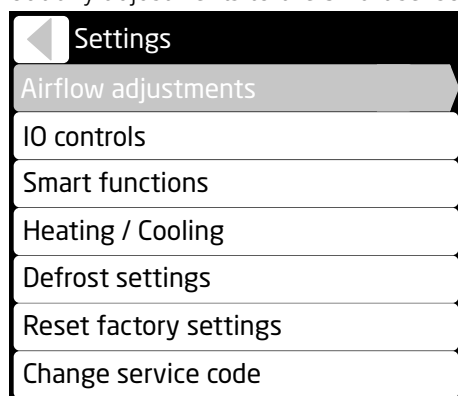 Settings
Airflow adjustments
IO controls
Smart functions
Heating / Cooling
Defrost settings
Reset factory settings
Change service code